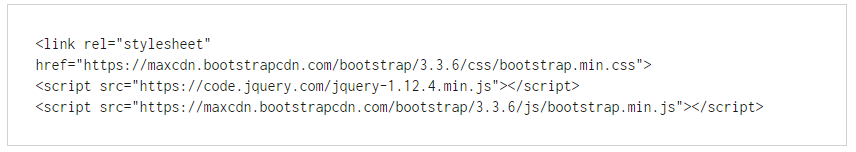 <link rel="stylesheet"
href="https://maxcdn.bootstrapcdn.com/bootstrap/3.3.6/css/bootstrap.min.css">
<script src="https://code.jquery.com/jquery-1.12.4.min.js"></script>
<script src="https://maxcdn.bootstrapcdn.com/bootstrap/3.3.6/js/bootstrap.min.js"></script>